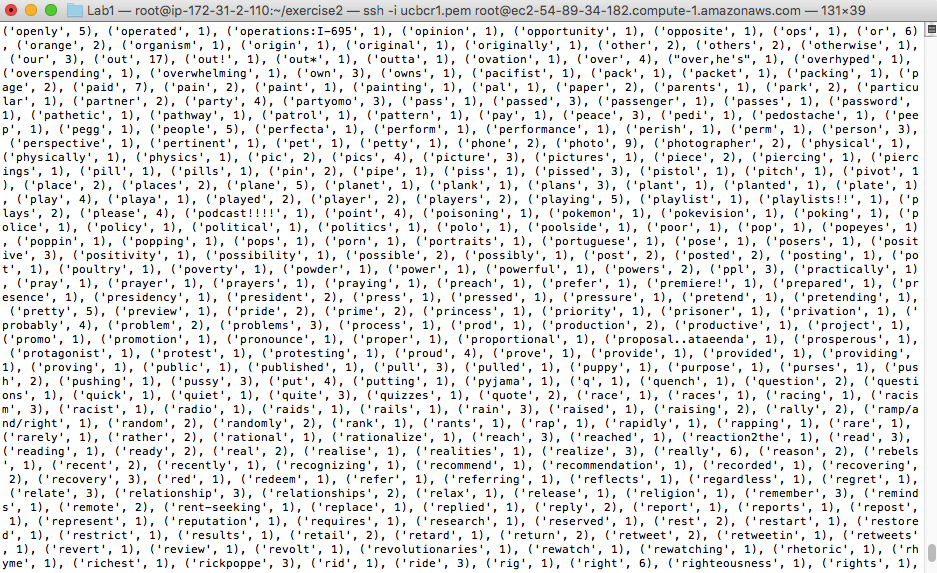 Lab1 — root@ip-172-31-2-110:~/exercise2 — ssh -i ucbcr1.pem root@ec2-54-89-34-182.compute-1.amazonaws.com — 131×39
('openly', 5), ('operated', 1), ('operations:I-695', 1), ('opinion', 1), ('opportunity', 1), ('opposite', 1), ('ops', 1), ('or', 6)
, ('orange', 2), ('organism', 1), ('origin', 1), ('original', 1), ('originally', 1), ('other', 2), ('others', 2), ('otherwise', 1),
 ('our', 3), ('out', 17), ('out!', 1), ('out*', 1), ('outta', 1), ('ovation', 1), ('over', 4), ("over,he's", 1), ('overhyped', 1),
('overspending', 1), ('overwhelming', 1), ('own', 3), ('owns', 1), ('pacifist', 1), ('pack', 1), ('packet', 1), ('packing', 1), ('p
age', 2), ('paid', 7), ('pain', 2), ('paint', 1), ('painting', 1), ('pal', 1), ('paper', 2), ('parents', 1), ('park', 2), ('particu
lar', 1), ('partner', 2), ('party', 4), ('partyomo', 3), ('pass', 1), ('passed', 3), ('passenger', 1), ('passes', 1), ('password',
1), ('pathetic', 1), ('pathway', 1), ('patrol', 1), ('pattern', 1), ('pay', 1), ('peace', 3), ('pedi', 1), ('pedostache', 1), ('pee
p', 1), ('pegg', 1), ('people', 5), ('perfecta', 1), ('perform', 1), ('performance', 1), ('perish', 1), ('perm', 1), ('person', 3),
 ('perspective', 1), ('pertinent', 1), ('pet', 1), ('petty', 1), ('phone', 2), ('photo', 9), ('photographer', 2), ('physical', 1),
('physically', 1), ('physics', 1), ('pic', 2), ('pics', 4), ('picture', 3), ('pictures', 1), ('piece', 2), ('piercing', 1), ('pierc
ings', 1), ('pill', 1), ('pills', 1), ('pin', 2), ('pipe', 1), ('piss', 1), ('pissed', 3), ('pistol', 1), ('pitch', 1), ('pivot', 1
), ('place', 2), ('places', 2), ('plane', 5), ('planet', 1), ('plank', 1), ('plans', 3), ('plant', 1), ('planted', 1), ('plate', 1)
, ('play', 4), ('playa', 1), ('played', 2), ('player', 2), ('players', 2), ('playing', 5), ('playlist', 1), ('playlists!!', 1), ('p
lays', 2), ('please', 4), ('podcast!!!!', 1), ('point', 4), ('poisoning', 1), ('pokemon', 1), ('pokevision', 1), ('poking', 1), ('p
olice', 1), ('policy', 1), ('political', 1), ('politics', 1), ('polo', 1), ('poolside', 1), ('poor', 1), ('pop', 1), ('popeyes', 1)
, ('poppin', 1), ('popping', 1), ('pops', 1), ('porn', 1), ('portraits', 1), ('portuguese', 1), ('pose', 1), ('posers', 1), ('posit
ive', 3), ('positivity', 1), ('possibility', 1), ('possible', 2), ('possibly', 1), ('post', 2), ('posted', 2), ('posting', 1), ('po
t', 1), ('poultry', 1), ('poverty', 1), ('powder', 1), ('power', 1), ('powerful', 1), ('powers', 2), ('ppl', 3), ('practically', 1)
, ('pray', 1), ('prayer', 1), ('prayers', 1), ('praying', 1), ('preach', 1), ('prefer', 1), ('premiere!', 1), ('prepared', 1), ('pr
esence', 1), ('presidency', 1), ('president', 2), ('press', 1), ('pressed', 1), ('pressure', 1), ('pretend', 1), ('pretending', 1),
 ('pretty', 5), ('preview', 1), ('pride', 2), ('prime', 2), ('princess', 1), ('priority', 1), ('prisoner', 1), ('privation', 1), ('
probably', 4), ('problem', 2), ('problems', 3), ('process', 1), ('prod', 1), ('production', 2), ('productive', 1), ('project', 1),
('promo', 1), ('promotion', 1), ('pronounce', 1), ('proper', 1), ('proportional', 1), ('proposal..ataeenda', 1), ('prosperous', 1),
 ('protagonist', 1), ('protest', 1), ('protesting', 1), ('proud', 4), ('prove', 1), ('provide', 1), ('provided', 1), ('providing',
1), ('proving', 1), ('public', 1), ('published', 1), ('pull', 3), ('pulled', 1), ('puppy', 1), ('purpose', 1), ('purses', 1), ('pus
h', 2), ('pushing', 1), ('pussy', 3), ('put', 4), ('putting', 1), ('pyjama', 1), ('q', 1), ('quench', 1), ('question', 2), ('questi
ons', 1), ('quick', 1), ('quiet', 1), ('quite', 3), ('quizzes', 1), ('quote', 2), ('race', 1), ('races', 1), ('racing', 1), ('racis
m', 3), ('racist', 1), ('radio', 1), ('raids', 1), ('rails', 1), ('rain', 3), ('raised', 1), ('raising', 2), ('rally', 2), ('ramp/a
nd/right', 1), ('random', 2), ('randomly', 2), ('rank', 1), ('rants', 1), ('rap', 1), ('rapidly', 1), ('rapping', 1), ('rare', 1),
('rarely', 1), ('rather', 2), ('rational', 1), ('rationalize', 1), ('reach', 3), ('reached', 1), ('reaction2the', 1), ('read', 3),
('reading', 1), ('ready', 2), ('real', 2), ('realise', 1), ('realities', 1), ('realize', 3), ('really', 6), ('reason', 2), ('rebels
', 1), ('recent', 2), ('recently', 1), ('recognizing', 1), ('recommend', 1), ('recommendation', 1), ('recorded', 1), ('recovering',
 2), ('recovery', 3), ('red', 1), ('redeem', 1), ('refer', 1), ('referring', 1), ('reflects', 1), ('regardless', 1), ('regret', 1),
 ('relate', 3), ('relationship', 3), ('relationships', 2), ('relax', 1), ('release', 1), ('religion', 1), ('remember', 3), ('remind
s', 1), ('remote', 2), ('rent-seeking', 1), ('replace', 1), ('replied', 1), ('reply', 2), ('report', 1), ('reports', 1), ('repost',
 1), ('represent', 1), ('reputation', 1), ('requires', 1), ('research', 1), ('reserved', 1), ('rest', 2), ('restart', 1), ('restore
d', 1), ('restrict', 1), ('results', 1), ('retail', 2), ('retard', 1), ('return', 2), ('retweet', 2), ('retweetin', 1), ('retweets'
, 1), ('revert', 1), ('review', 1), ('revolt', 1), ('revolutionaries', 1), ('rewatch', 1), ('rewatching', 1), ('rhetoric', 1), ('rh
yme', 1), ('richest', 1), ('rickpoppe', 3), ('rid', 1), ('ride', 3), ('rig', 1), ('right', 6), ('righteousness', 1), ('rights', 1),